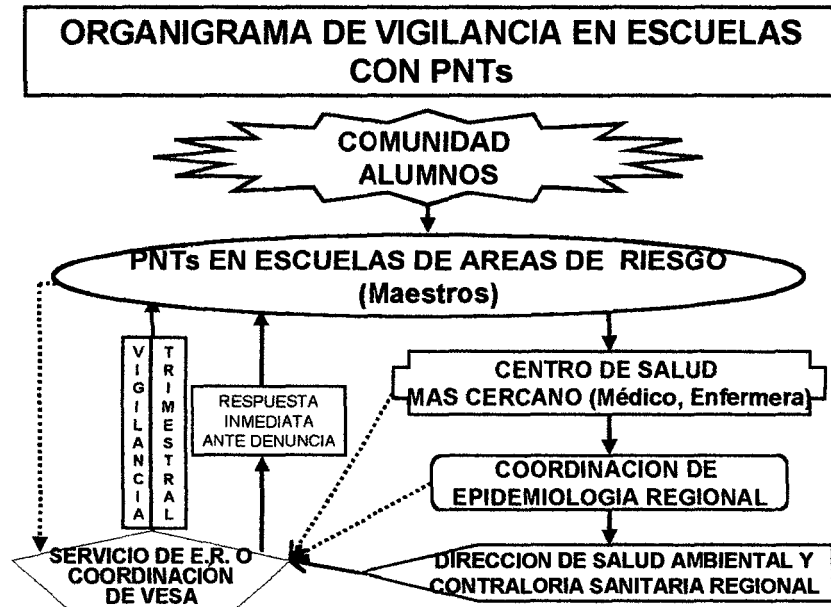 ORGANIGRAMA DE VIGILANCIA EN ESCUELAS
CON PNTs
COMUNIDAD
ALUMNOS
PNTs EN ESCUELAS DE AREAS DE RIESGO
(Maestros)
VIGILANCIA
TRIMESTRAL
RESPUESTA
INMEDIATA
ANTE DENUNCIA
CENTRO DE SALUD
MAS CERCANO (Médico, Enfermera)
COORDINACION DE
EPIDEMIOLOGIA REGIONAL
SERVICIO DE E.R. O
COORDINACIÓN
DE VESA
DIRECCION DE SALUD AMBIENTAL Y
CONTRALORIA SANITARIA REGIONAL